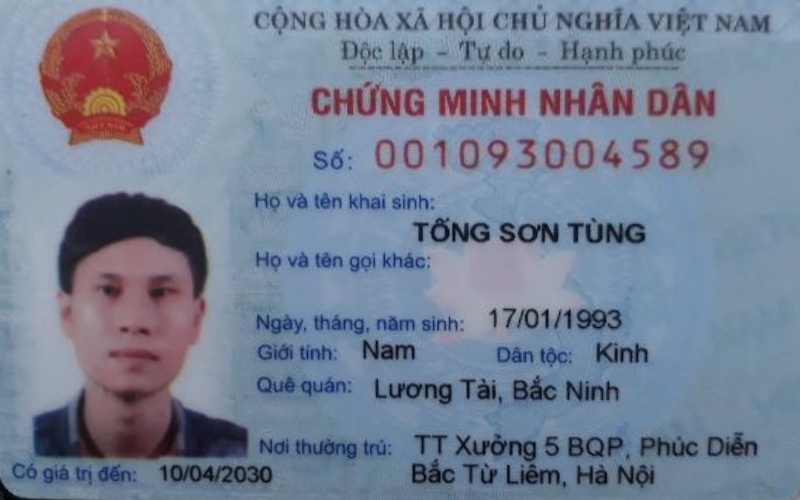 CỘNG HÒA XÃ HỘI CHỦ NGHĨA VIỆT NAM
Độc lập - Tự do - Hạnh phúc
CHỨNG MINH NHÂN DÂN
Số: 001093004589
Họ và tên khai sinh:
TỐNG SƠN TÙNG
Họ và tên gọi khác:
Ngày, tháng, năm sinh: 17/01/1993
Giới tính: Nam Dân tộc: Kinh
Quê quán: Lương Tài, Bắc Ninh
Nơi thường trú: TT Xưởng 5 BQP, Phúc Diễn
Bắc Từ Liêm, Hà Nội
Có giá trị đến: 10/04/2030